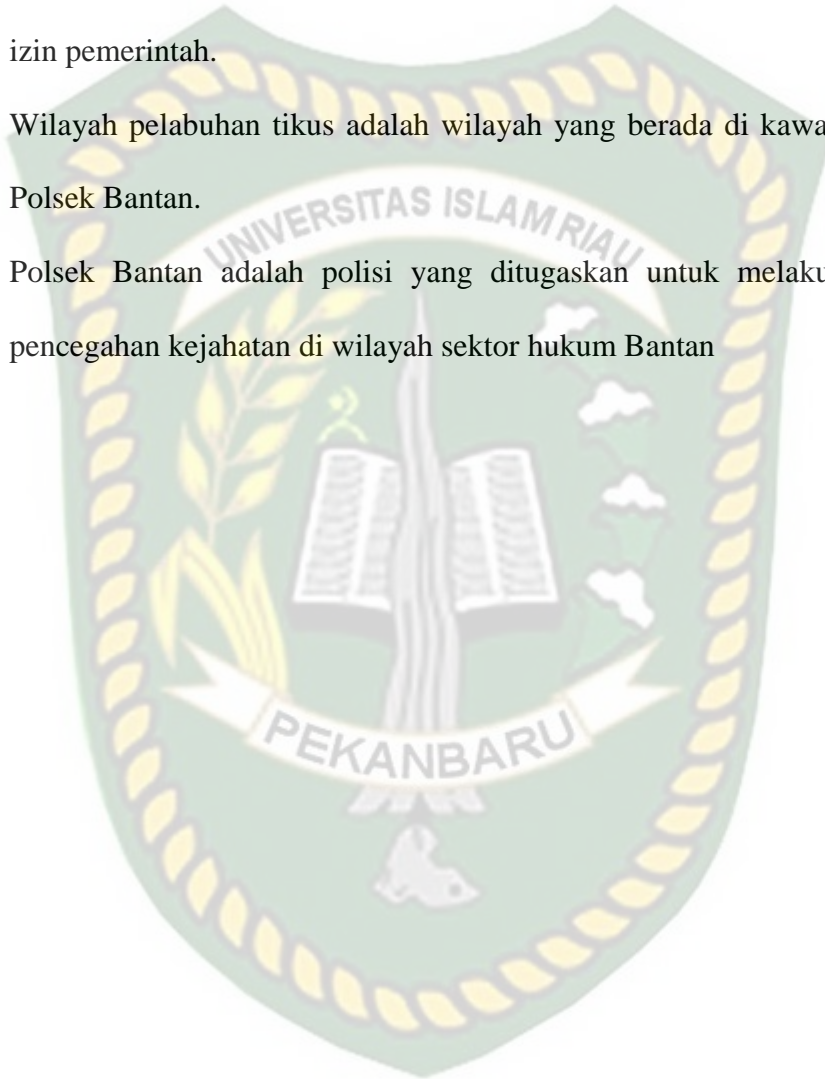 izin pemerintah.
Wilayah pelabuhan tikus adalah wilayah yang berada di kawa
Polsek Bantan.
UNIVERSITAS ISLAM RIAU
Polsek Bantan adalah polisi yang ditugaskan untuk melaku
pencegahan kejahatan di wilayah sektor hukum Bantan
PEKANBARU